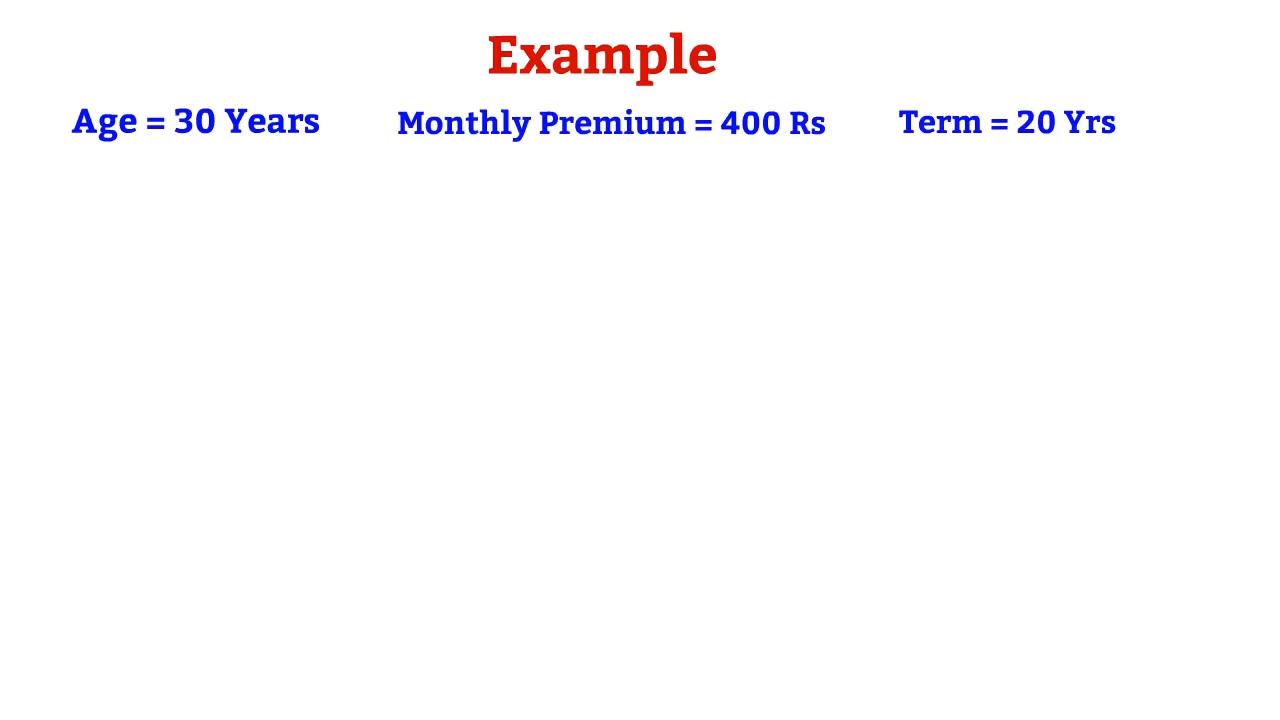 Example
Age = 30 Years Monthly Premium = 400 Rs Term = 20 Yrs